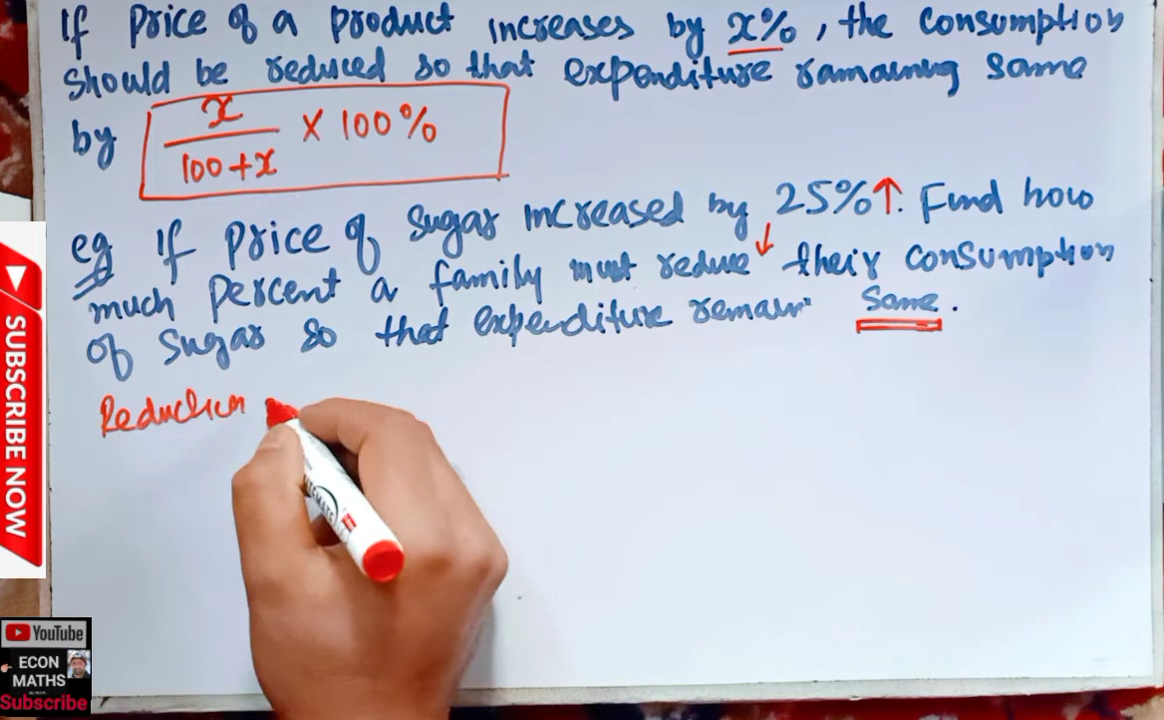 If Price of a product increases by x%, the consumption
should be reduced so that expenditure ramaining same
by x/(100+x) × 100%
eg If Price of Sugar increased by 25%↑. Find how
much Percent a family must reduce↓ their consumption
of Sugar so that expenditure remain Same.
Reduction
SUBSCRIBE NOW
YouTube
ECON
MATHS
Subscribe